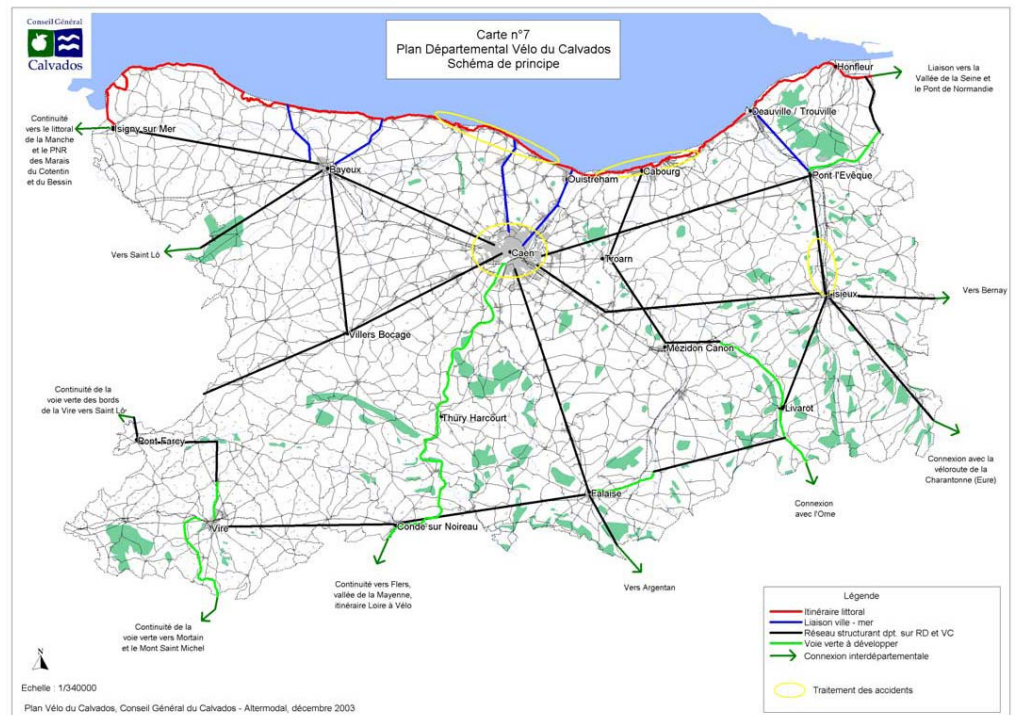 Conseil Général
Calvados
Carte n°7
Plan Départemental Vélo du Calvados
Schéma de principe
Honfleur
Liaison vers la
Vallée de la Seine et
le Pont de Normandie
Deauville / Trouville
Continuité
vers le littoral
de la Manche
et le PNR
des Marais
du Cotentin
et du Bessin
Isigny sur Mer
Bayeux
Ouistreham
Cabourg
Pont l'Evêque
Vers Saint Lô
Caen
Troarn
Lisieux
Vers Bernay
Villers Bocage
Mézidon Canon
Continuité de la
voie verte des bords
de la Vire vers Saint Lô
Thury Harcourt
Livarot
Pont Farcy
Connexion avec la
véloroute de la
Charantonne (Eure)
Connexion
avec l'Orne
Falaise
Vire
Condé sur Noireau
Continuité vers Flers,
vallée de la Mayenne,
itinéraire Loire à Vélo
Vers Argentan
Continuité de la
voie verte vers Mortain
et le Mont Saint Michel
Légende
Itinéraire littoral
Liaison ville - mer
Réseau structurant dpt. sur RD et VC
Voie verte à développer
Connexion interdépartementale
Traitement des accidents
N
Echelle : 1/340000
Plan Vélo du Calvados, Conseil Général du Calvados - Altermodal, décembre 2003